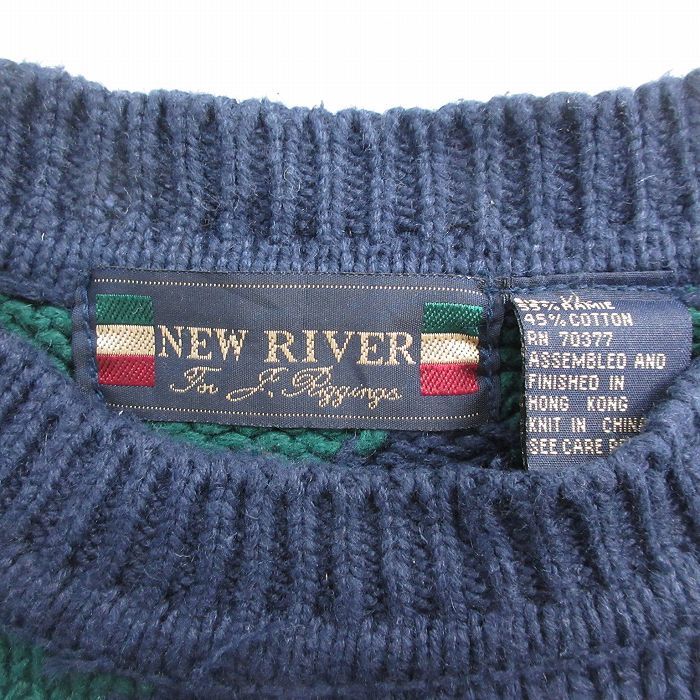 NEW RIVER
For J. Riggings
RAMIE
45% COTTON
RN 70377
ASSEMBLED AND
FINISHED IN
HONG KONG
KNIT IN CHINA
SEE CARE